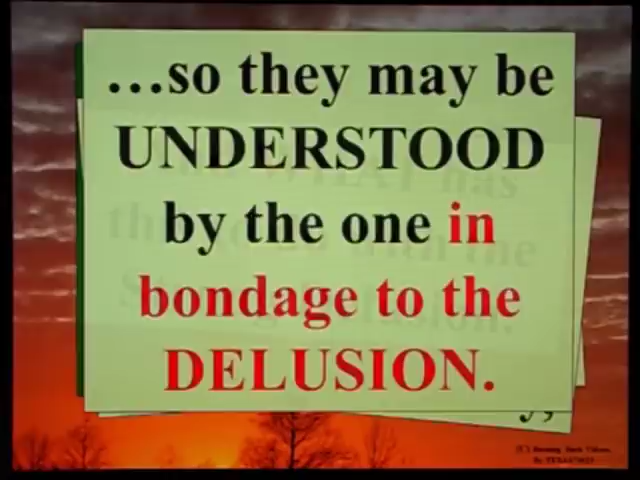 …so they may be
UNDERSTOOD
by the one in
bondage to the
DELUSION.